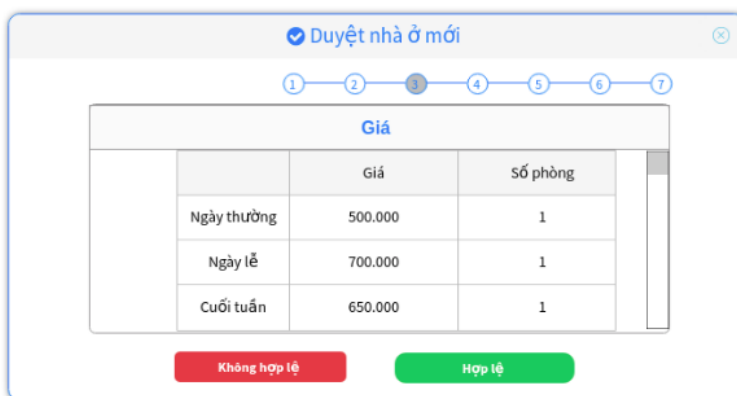 Duyệt nhà ở mới
1 2 3 4 5 6 7
Giá
Giá Số phòng
Ngày thường 500.000 1
Ngày lễ 700.000 1
Cuối tuần 650.000 1
Không hợp lệ Hợp lệ